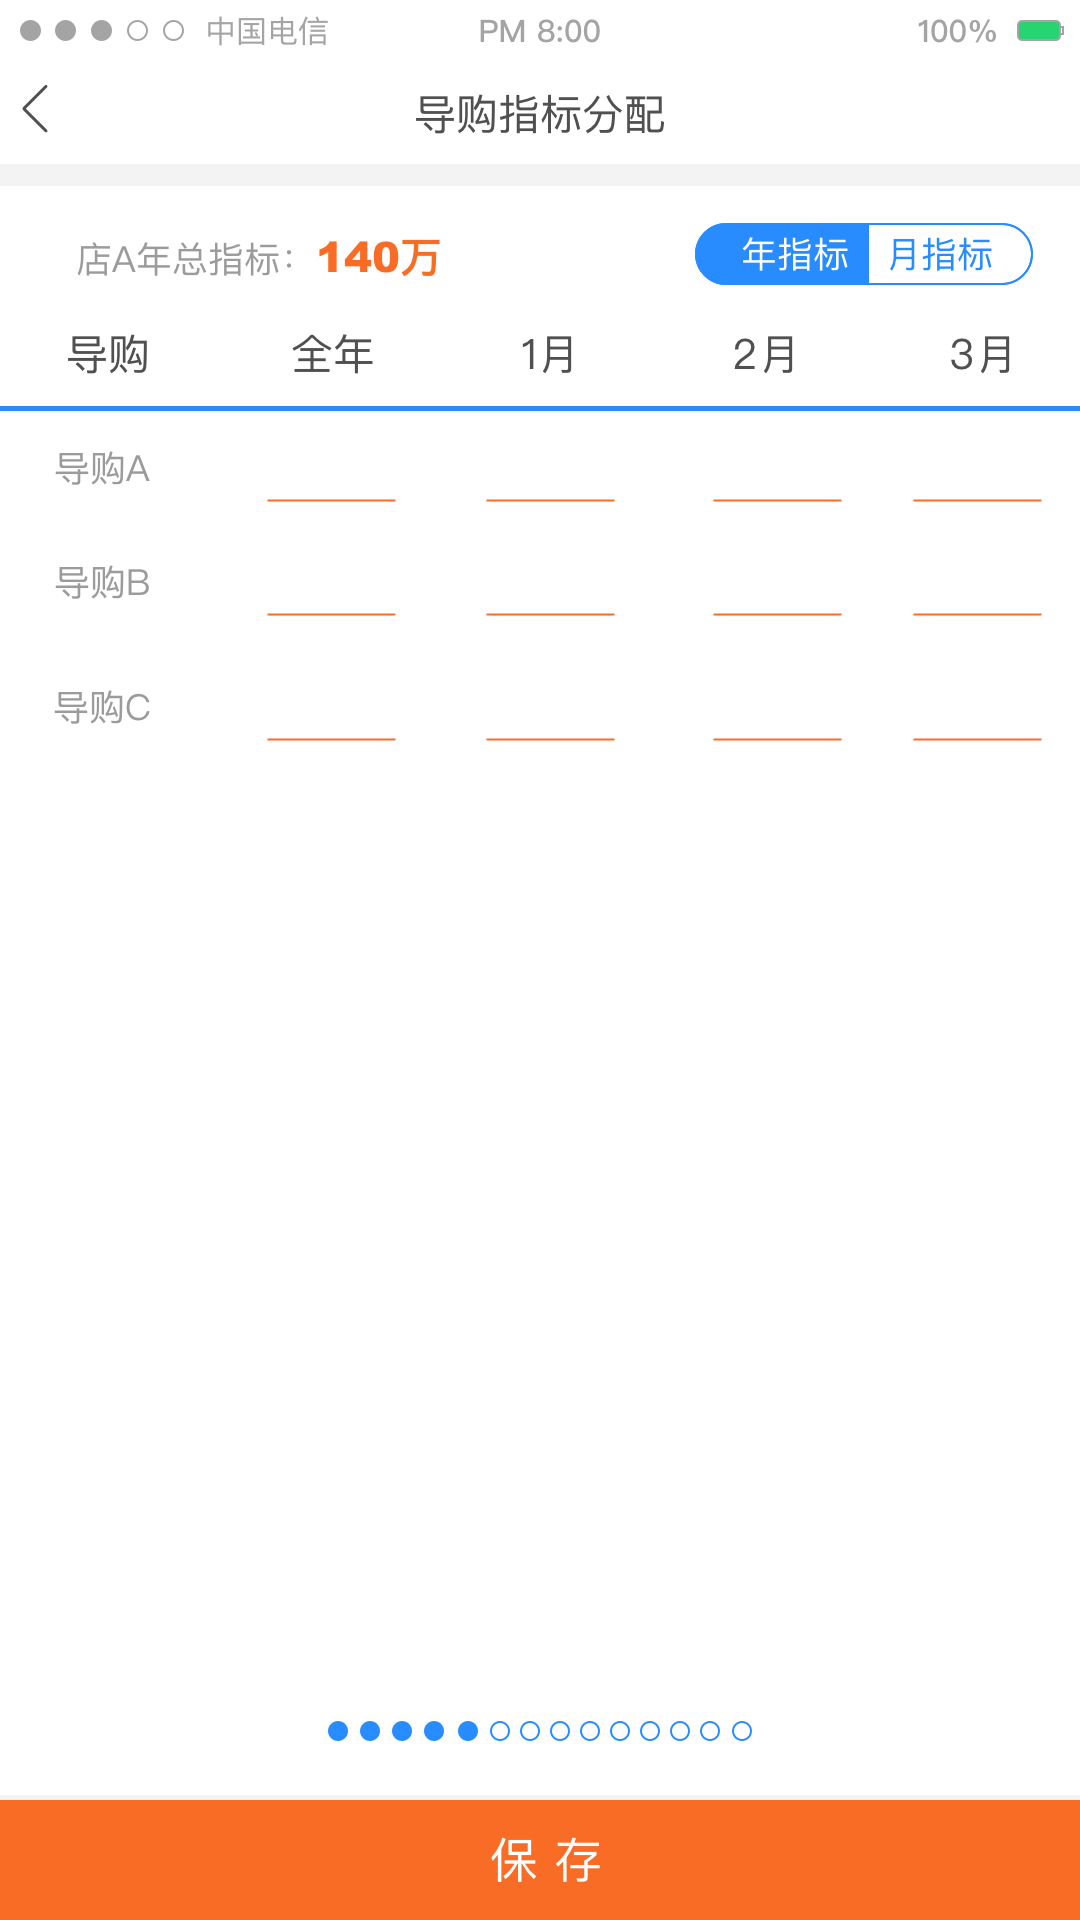 中国电信 PM 8:00 100%
导购指标分配
店A年总指标：140万 年指标 月指标
导购 全年 1月 2月 3月
导购A
导购B
导购C
保 存